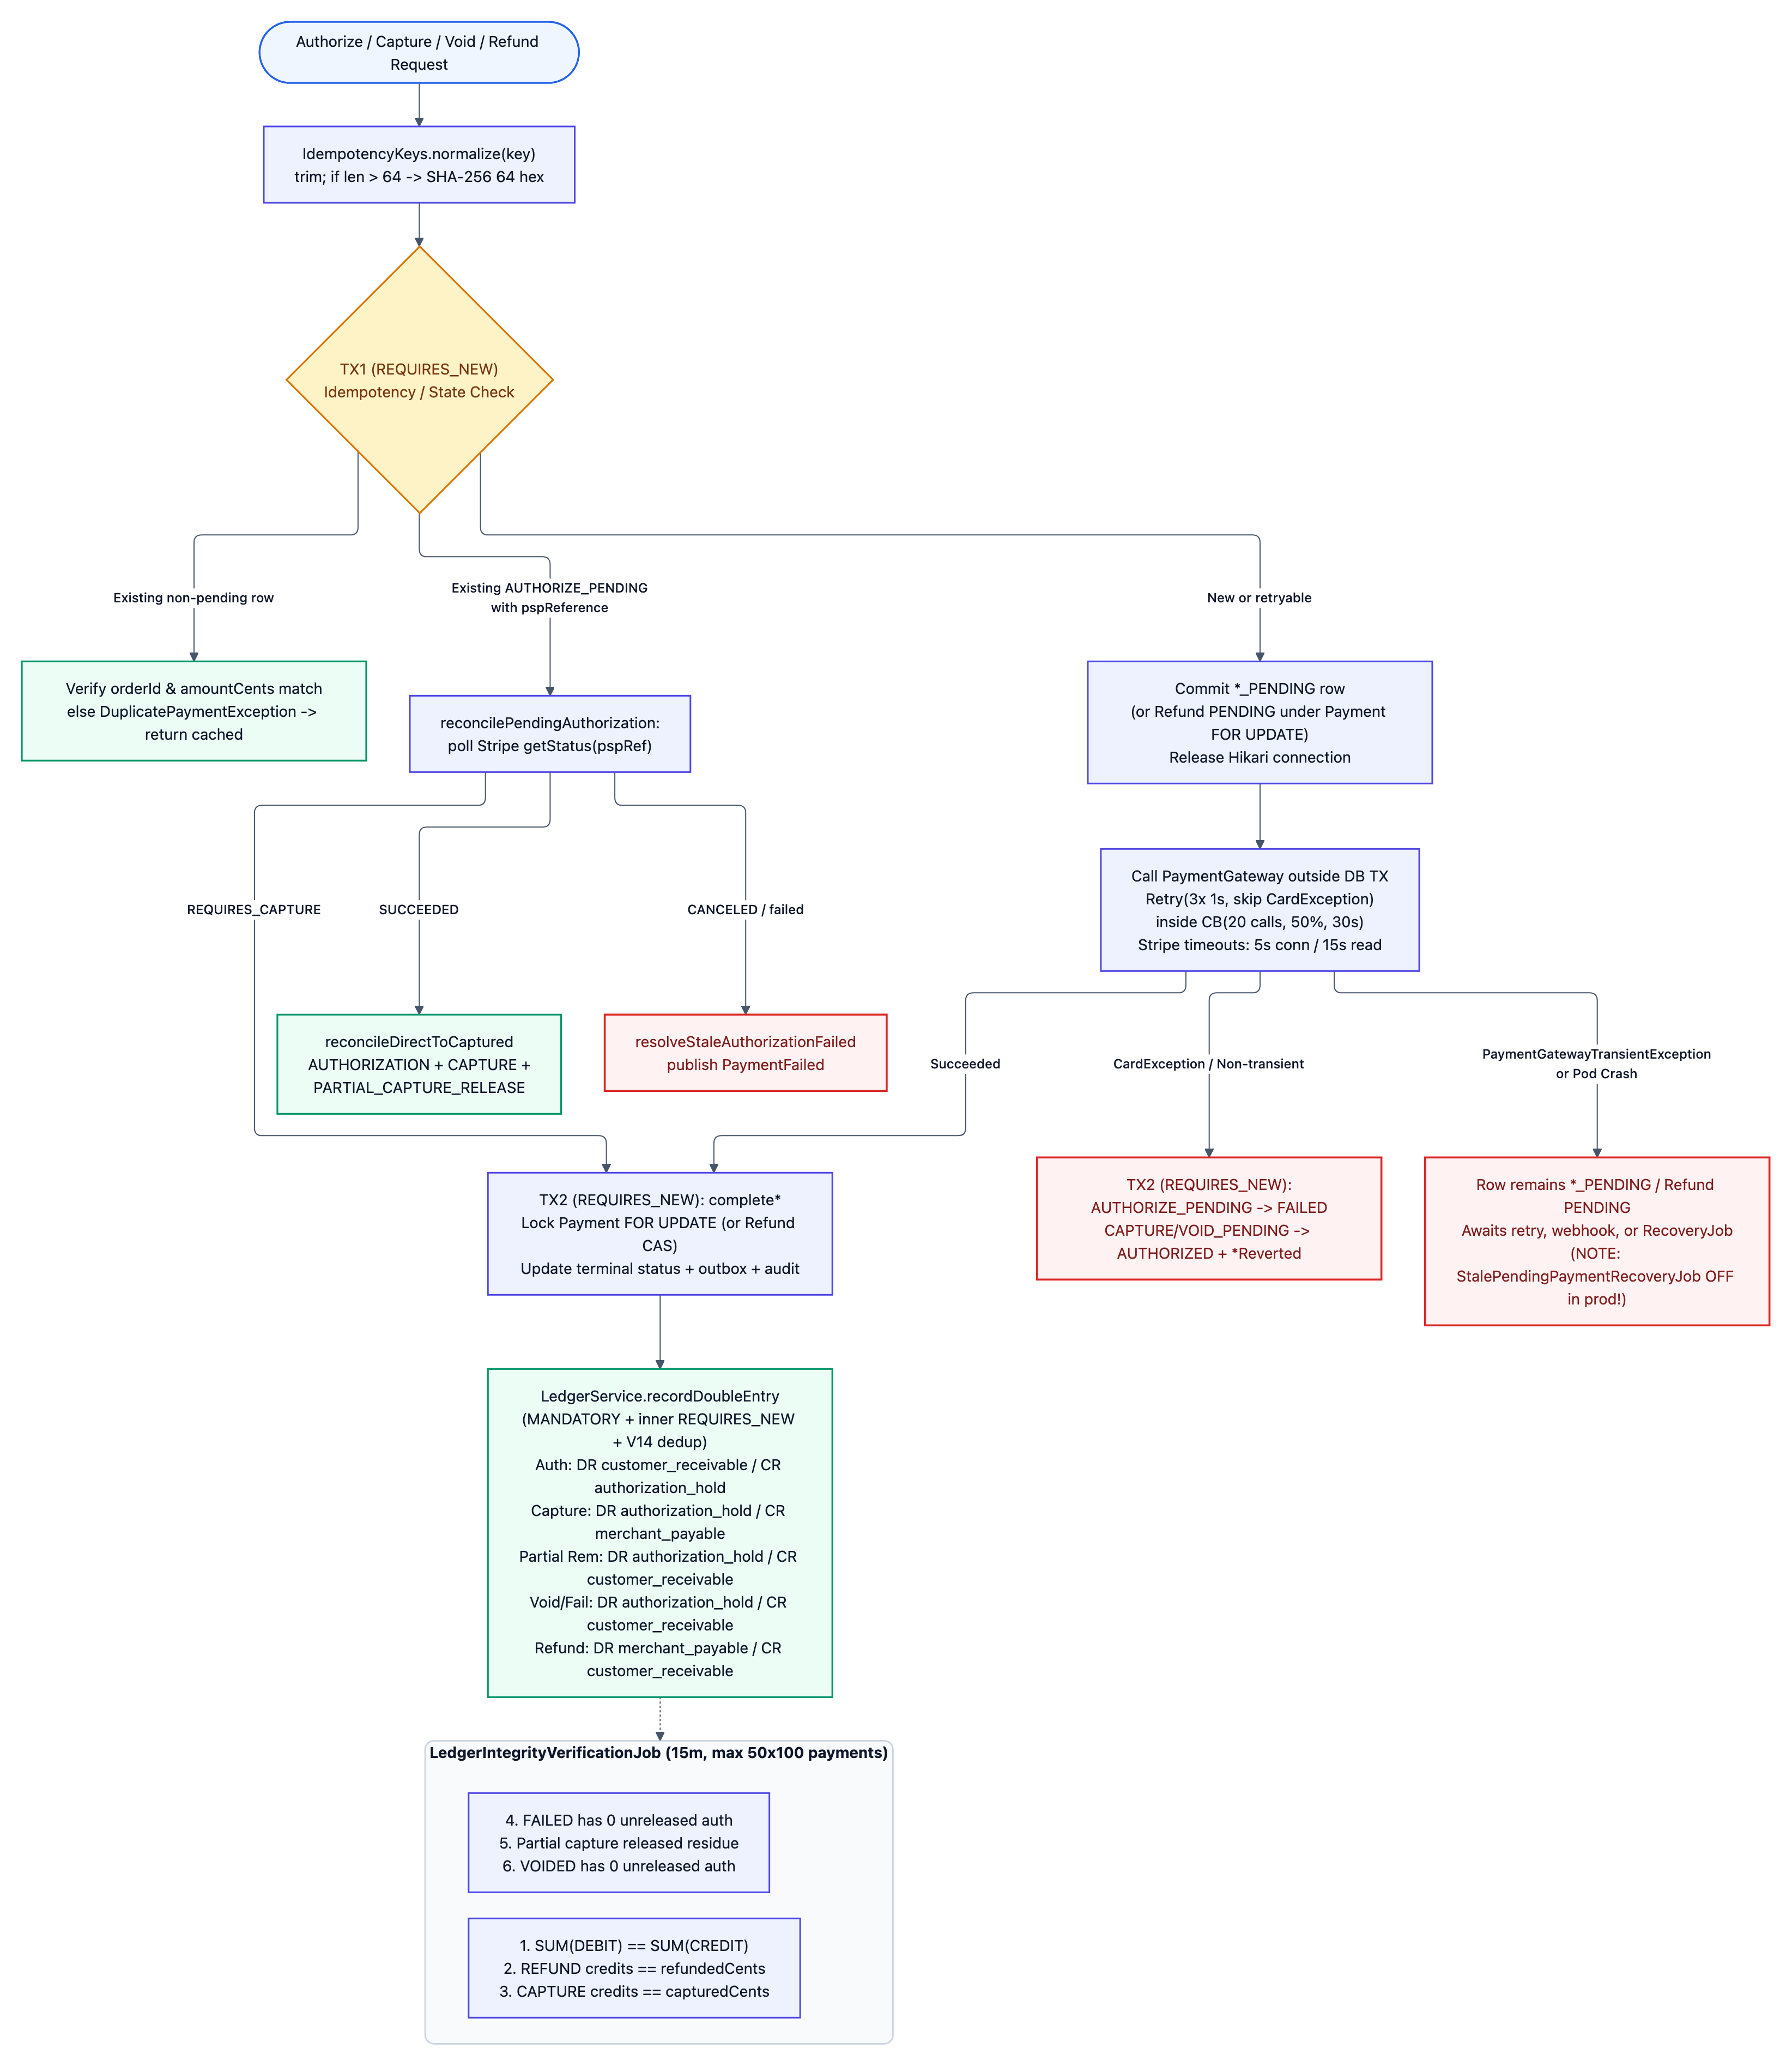 Authorize / Capture / Void / Refund
Request
IdempotencyKeys.normalize(key)
trim; if len > 64 -> SHA-256 64 hex
TX1 (REQUIRES_NEW)
Idempotency / State Check
Existing non-pending row
Existing AUTHORIZE_PENDING
with pspReference
New or retryable
Verify orderId & amountCents match
else DuplicatePaymentException ->
return cached
reconcilePendingAuthorization:
poll Stripe getStatus(pspRef)
Commit *_PENDING row
(or Refund PENDING under Payment
FOR UPDATE)
Release Hikari connection
Call PaymentGateway outside DB TX
Retry(3x 1s, skip CardException)
inside CB(20 calls, 50%, 30s)
Stripe timeouts: 5s conn / 15s read
REQUIRES_CAPTURE
SUCCEEDED
CANCELED / failed
reconcileDirectToCaptured
AUTHORIZATION + CAPTURE +
PARTIAL_CAPTURE_RELEASE
resolveStaleAuthorizationFailed
publish PaymentFailed
Succeeded
CardException / Non-transient
PaymentGatewayTransientException
or Pod Crash
TX2 (REQUIRES_NEW): complete*
Lock Payment FOR UPDATE (or Refund
CAS)
Update terminal status + outbox + audit
TX2 (REQUIRES_NEW):
AUTHORIZE_PENDING -> FAILED
CAPTURE/VOID_PENDING ->
AUTHORIZED + *Reverted
Row remains *_PENDING / Refund
PENDING
Awaits retry, webhook, or RecoveryJob
(NOTE:
StalePendingPaymentRecoveryJob OFF
in prod!)
LedgerService.recordDoubleEntry
(MANDATORY + inner REQUIRES_NEW
+ V14 dedup)
Auth: DR customer_receivable / CR
authorization_hold
Capture: DR authorization_hold / CR
merchant_payable
Partial Rem: DR authorization_hold / CR
customer_receivable
Void/Fail: DR authorization_hold / CR
customer_receivable
Refund: DR merchant_payable / CR
customer_receivable
LedgerIntegrityVerificationJob (15m, max 50x100 payments)
4. FAILED has 0 unreleased auth
5. Partial capture released residue
6. VOIDED has 0 unreleased auth
1. SUM(DEBIT) == SUM(CREDIT)
2. REFUND credits == refundedCents
3. CAPTURE credits == capturedCents